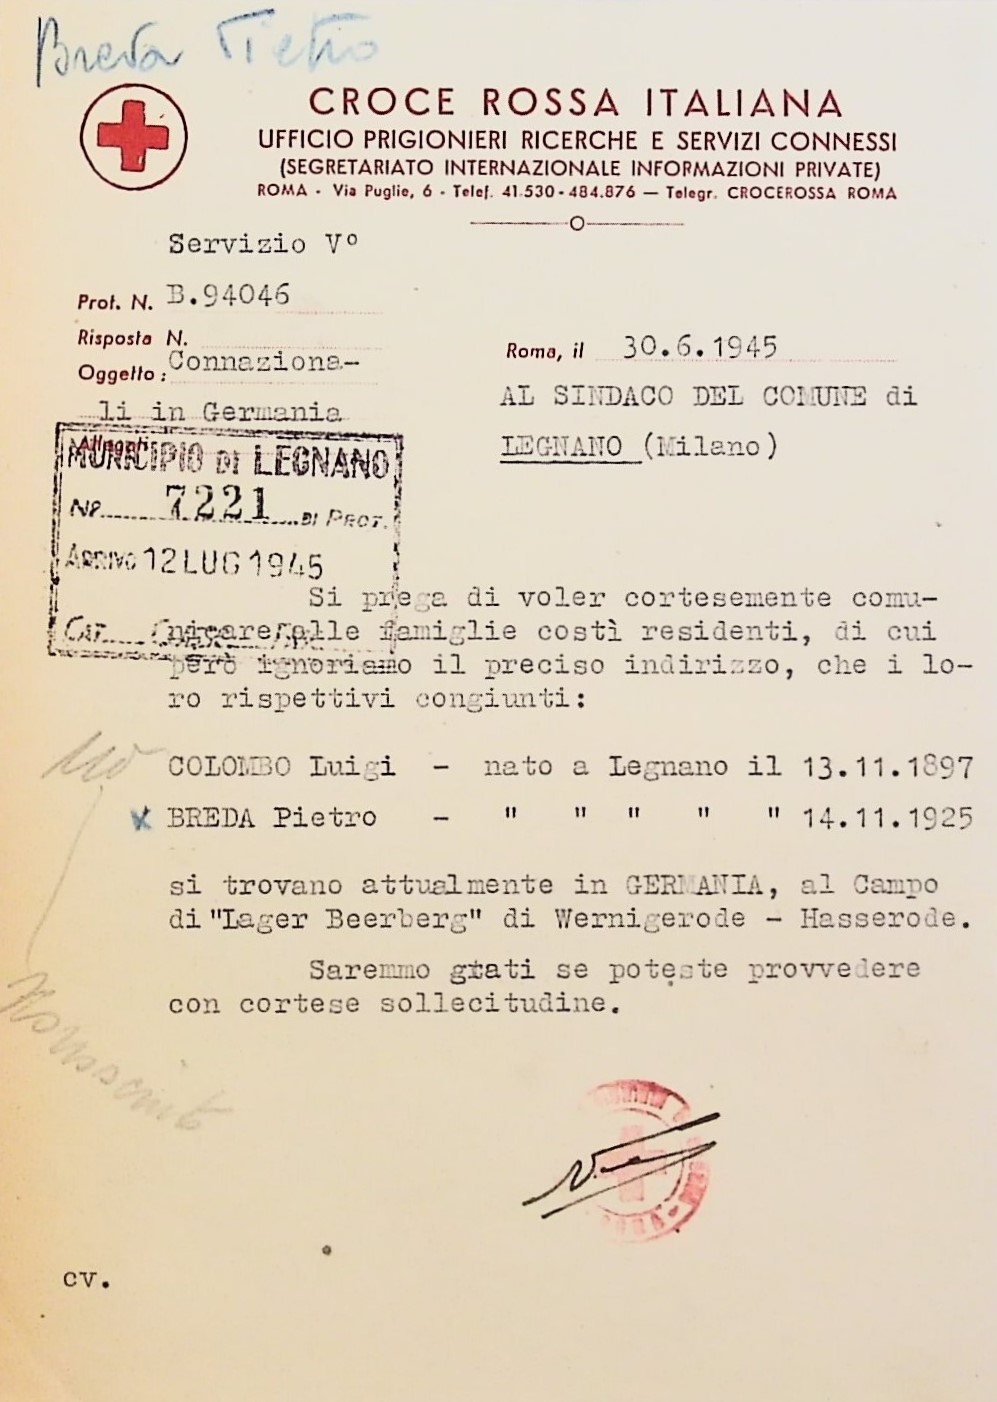 Breda Pietro
CROCE ROSSA ITALIANA
UFFICIO PRIGIONIERI RICERCHE E SERVIZI CONNESSI
(SEGRETARIATO INTERNAZIONALE INFORMAZIONI PRIVATE)
ROMA - Via Puglie, 6 - Telef. 41.530-484.876 — Telegr. CROCEROSSA ROMA
Servizio Vº
Prot. N. B.94046
Risposta N.
Oggetto: Conaziona-
li in Germania
Allegati
Roma, il 30.6.1945
AL SINDACO DEL COMUNE di
LEGNANO (Milano)
MUNICIPIO DI LEGNANO
Nº 7221 DI PROT.
ARRIVO 12 LUG 1945
CAT.
Si prega di voler cortesemente comu-
nicare alle famiglie costì residenti, di cui
però ignoriamo il preciso indirizzo, che i lo-
ro rispettivi congiunti:
COLOMBO Luigi - nato a Legnano il 13.11.1897
x BREDA Pietro - " " " " " 14.11.1925
si trovano attualmente in GERMANIA, al Campo
di "Lager Beerberg" di Wernigerode - Hasserode.
Saremmo grati se poteste provvedere
con cortese sollecitudine.
cv.